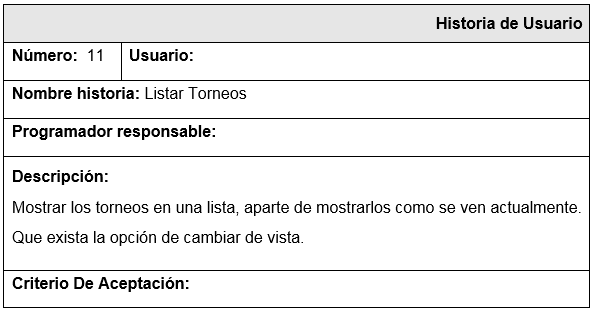 Historia de Usuario
Número: 11 Usuario:
Nombre historia: Listar Torneos
Programador responsable:
Descripción:
Mostrar los torneos en una lista, aparte de mostrarlos como se ven actualmente.
Que exista la opción de cambiar de vista.
Criterio De Aceptación: